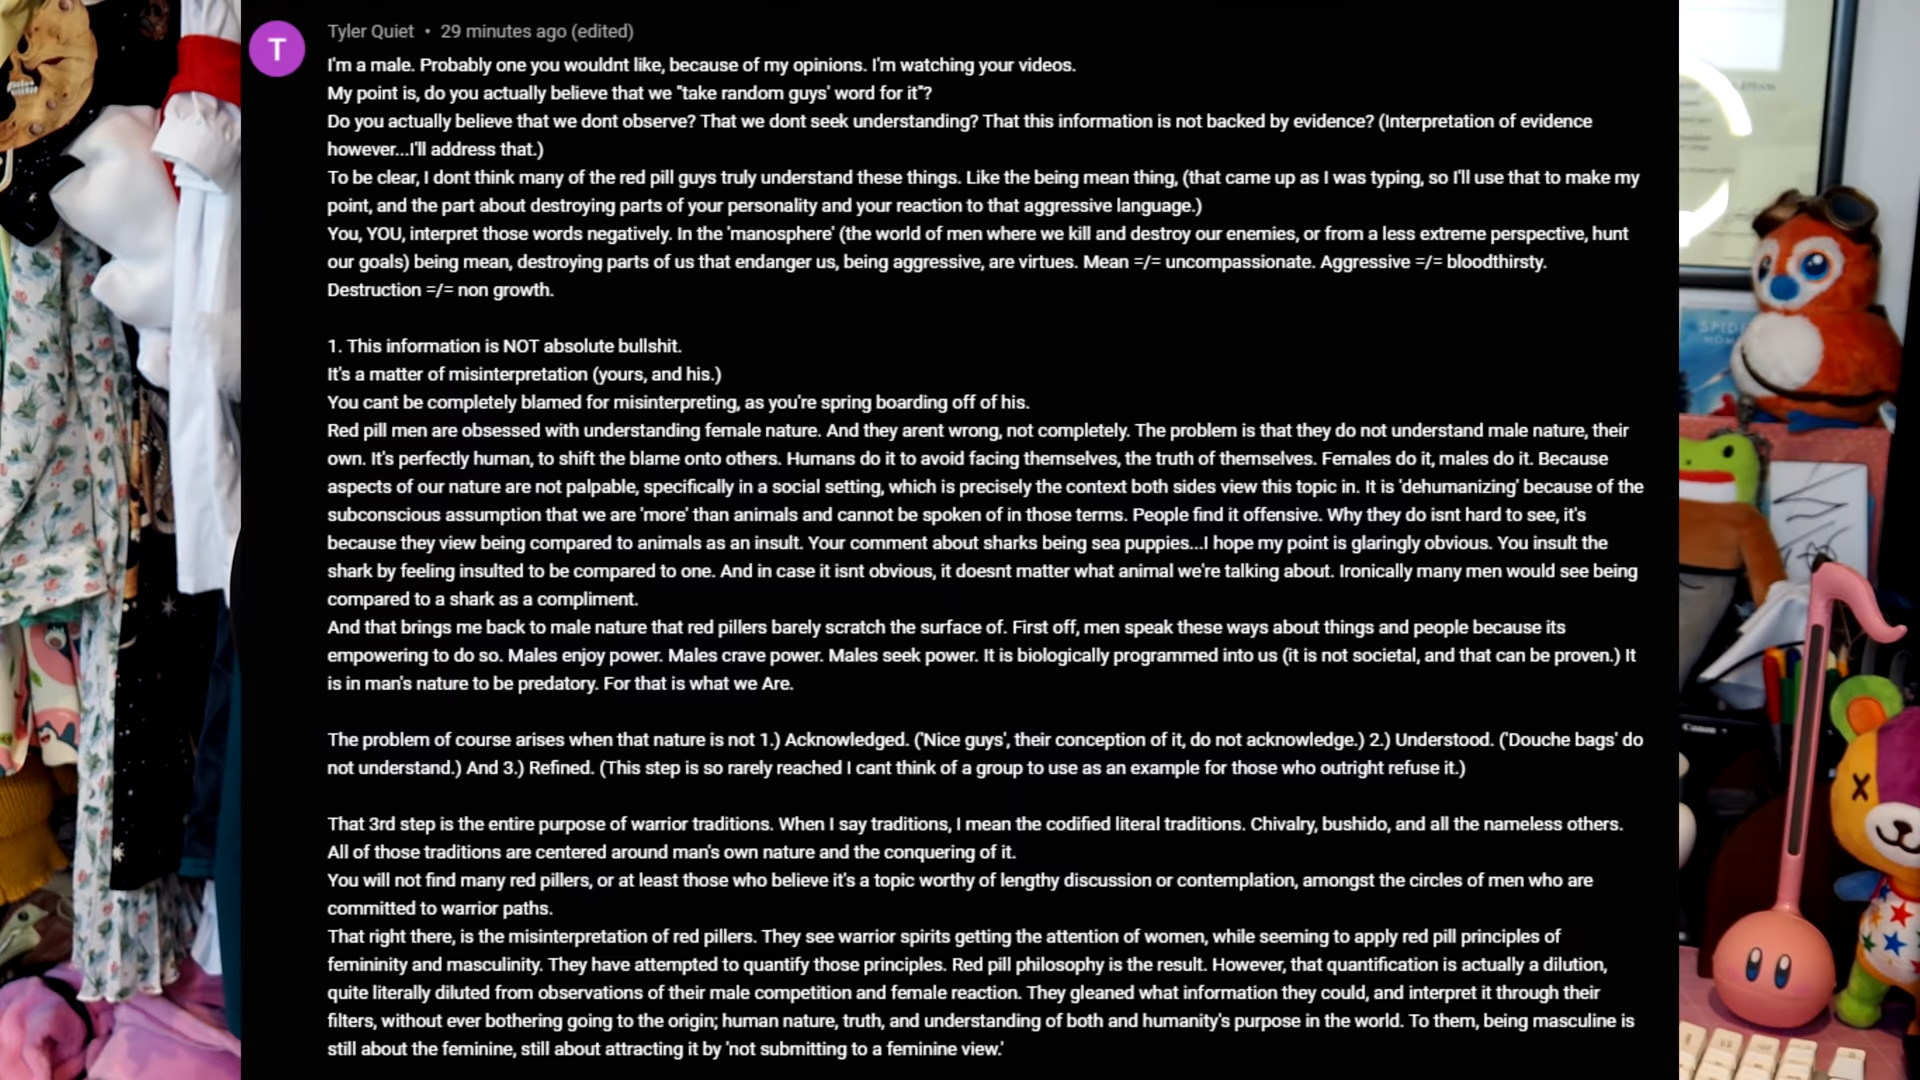 T
Tyler Quiet • 29 minutes ago (edited)
I'm a male. Probably one you wouldnt like, because of my opinions. I'm watching your videos.
My point is, do you actually believe that we "take random guys' word for it"?
Do you actually believe that we dont observe? That we dont seek understanding? That this information is not backed by evidence? (Interpretation of evidence
however...I'll address that.)
To be clear, I dont think many of the red pill guys truly understand these things. Like the being mean thing, (that came up as I was typing, so I'll use that to make my
point, and the part about destroying parts of your personality and your reaction to that aggressive language.)
You, YOU, interpret those words negatively. In the 'manosphere' (the world of men where we kill and destroy our enemies, or from a less extreme perspective, hunt
our goals) being mean, destroying parts of us that endanger us, being aggressive, are virtues. Mean =/= uncompassionate. Aggressive =/= bloodthirsty.
Destruction =/= non growth.
1. This information is NOT absolute bullshit.
It's a matter of misinterpretation (yours, and his.)
You cant be completely blamed for misinterpreting, as you're spring boarding off of his.
Red pill men are obsessed with understanding female nature. And they arent wrong, not completely. The problem is that they do not understand male nature, their
own. It's perfectly human, to shift the blame onto others. Humans do it to avoid facing themselves, the truth of themselves. Females do it, males do it. Because
aspects of our nature are not palpable, specifically in a social setting, which is precisely the context both sides view this topic in. It is 'dehumanizing' because of the
subconscious assumption that we are 'more' than animals and cannot be spoken of in those terms. People find it offensive. Why they do isnt hard to see, it's
because they view being compared to animals as an insult. Your comment about sharks being sea puppies...I hope my point is glaringly obvious. You insult the
shark by feeling insulted to be compared to one. And in case it isnt obvious, it doesnt matter what animal we're talking about. Ironically many men would see being
compared to a shark as a compliment.
And that brings me back to male nature that red pillers barely scratch the surface of. First off, men speak these ways about things and people because its
empowering to do so. Males enjoy power. Males crave power. Males seek power. It is biologically programmed into us (it is not societal, and that can be proven.) It
is in man's nature to be predatory. For that is what we Are.
The problem of course arises when that nature is not 1.) Acknowledged. ('Nice guys', their conception of it, do not acknowledge.) 2.) Understood. ('Douche bags' do
not understand.) And 3.) Refined. (This step is so rarely reached I cant think of a group to use as an example for those who outright refuse it.)
That 3rd step is the entire purpose of warrior traditions. When I say traditions, I mean the codified literal traditions. Chivalry, bushido, and all the nameless others.
All of those traditions are centered around man's own nature and the conquering of it.
You will not find many red pillers, or at least those who believe it's a topic worthy of lengthy discussion or contemplation, amongst the circles of men who are
committed to warrior paths.
That right there, is the misinterpretation of red pillers. They see warrior spirits getting the attention of women, while seeming to apply red pill principles of
femininity and masculinity. They have attempted to quantify those principles. Red pill philosophy is the result. However, that quantification is actually a dilution,
quite literally diluted from observations of their male competition and female reaction. They gleaned what information they could, and interpret it through their
filters, without ever bothering going to the origin; human nature, truth, and understanding of both and humanity's purpose in the world. To them, being masculine is
still about the feminine, still about attracting it by 'not submitting to a feminine view.'
SPIDE
Canon